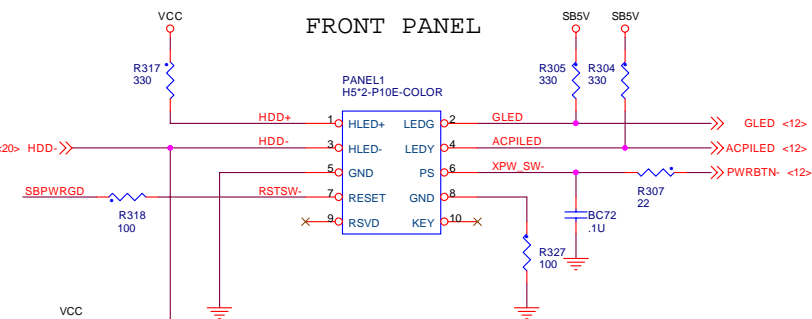 FRONT PANEL
VCC
SB5V SB5V
R317
330
R305
330
R304
330
PANEL1
H5*2-P10E-COLOR
HDD+ 1 HLED+ LEDG 2 GLED GLED <12>
<20> HDD- HDD- 3 HLED- LEDY 4 ACPILED ACPILED <12>
5 GND PS 6 XPW_SW- PWRBTN- <12>
SBPWRGD RSTSW- 7 RESET GND 8
R318
100
R307
22
9 RSVD KEY 10
BC72
.1U
R327
100
VCC